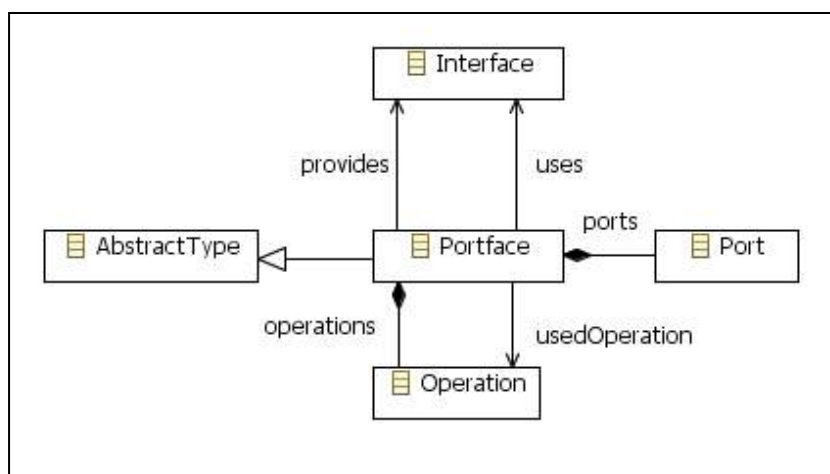 Interface
provides
uses
ports
AbstractType
Portface
Port
operations
usedOperation
Operation